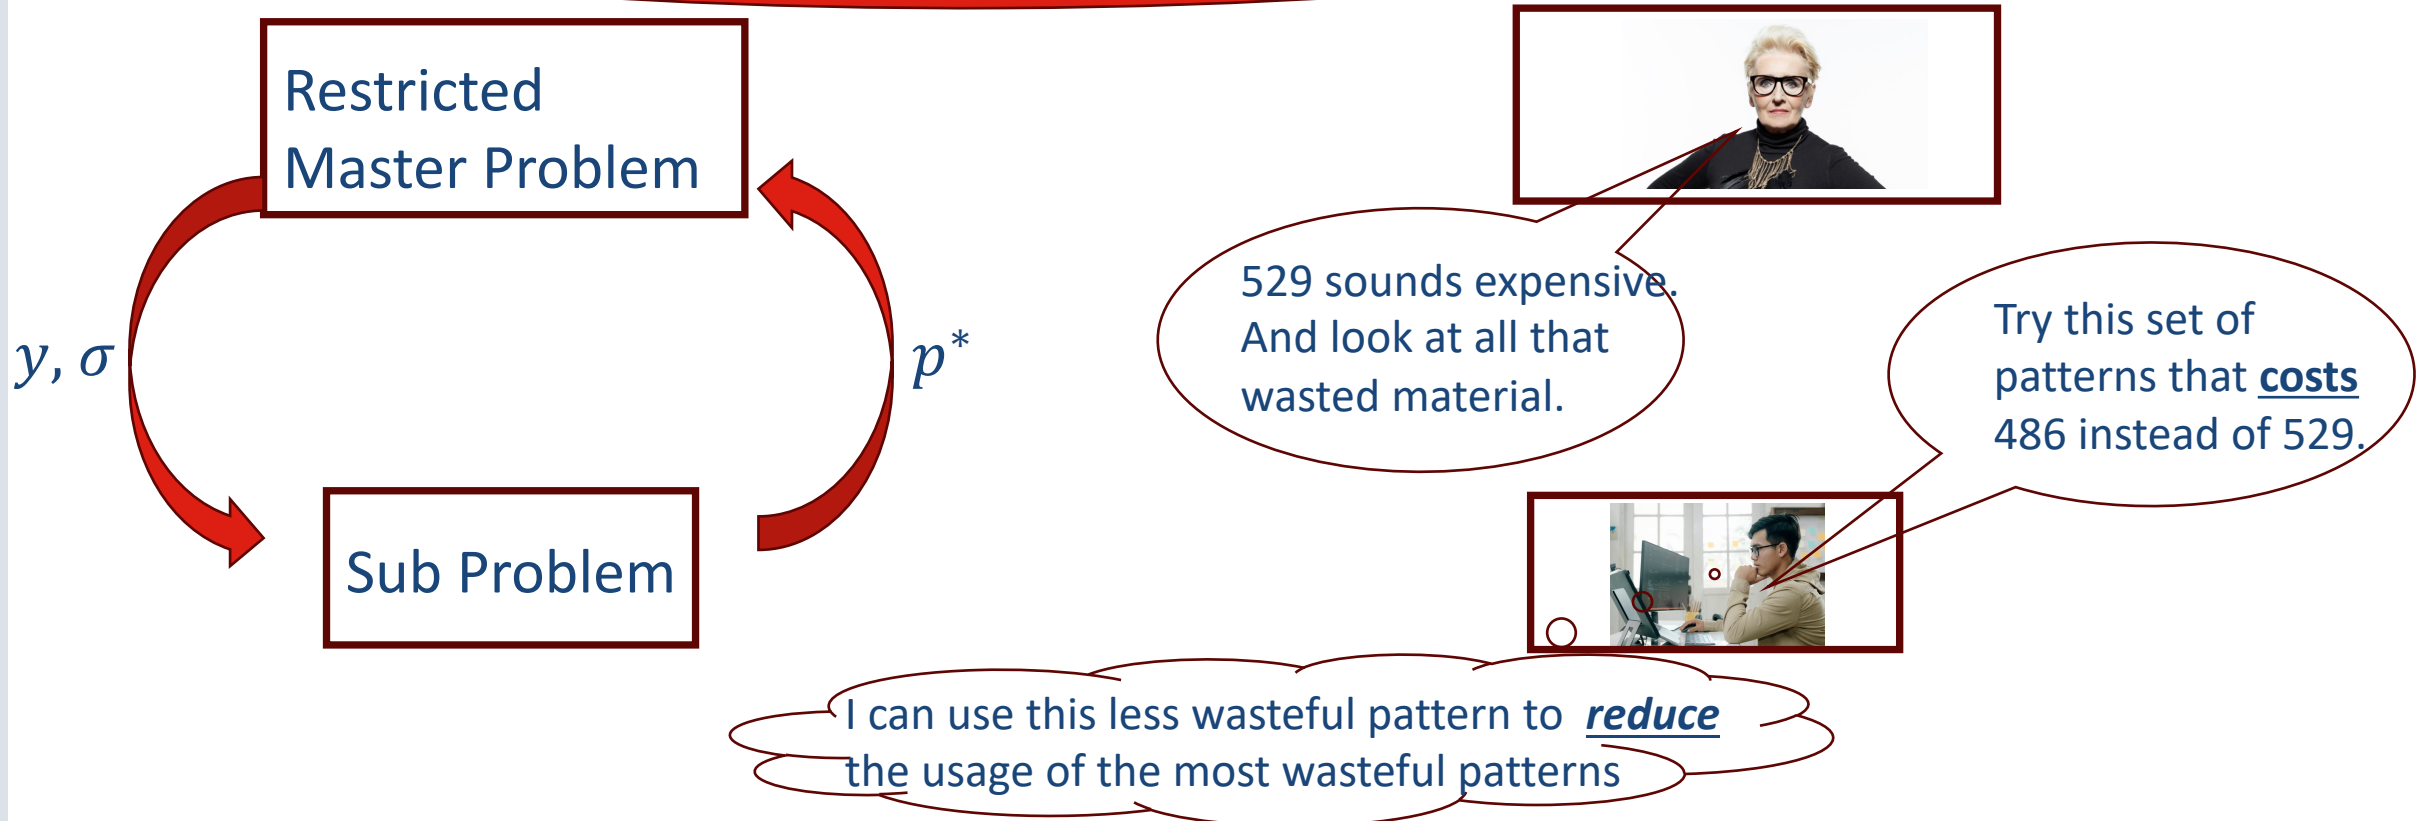 Restricted
Master Problem
y, σ
p*
Sub Problem
529 sounds expensive.
And look at all that
wasted material.
Try this set of
patterns that costs
486 instead of 529.
I can use this less wasteful pattern to reduce
the usage of the most wasteful patterns